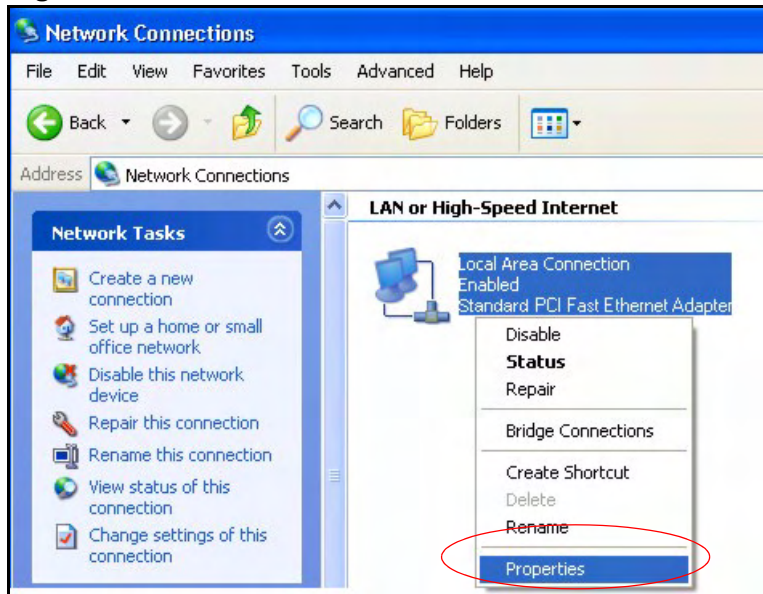 Network Connections
File Edit View Favorites Tools Advanced Help
Back Search Folders
Address Network Connections
Network Tasks
Create a new
connection
Set up a home or small
office network
Disable this network
device
Repair this connection
Rename this connection
View status of this
connection
Change settings of this
connection
LAN or High-Speed Internet
Local Area Connection
Enabled
Standard PCI Fast Ethernet Adapter
Disable
Status
Repair
Bridge Connections
Create Shortcut
Delete
Rename
Properties